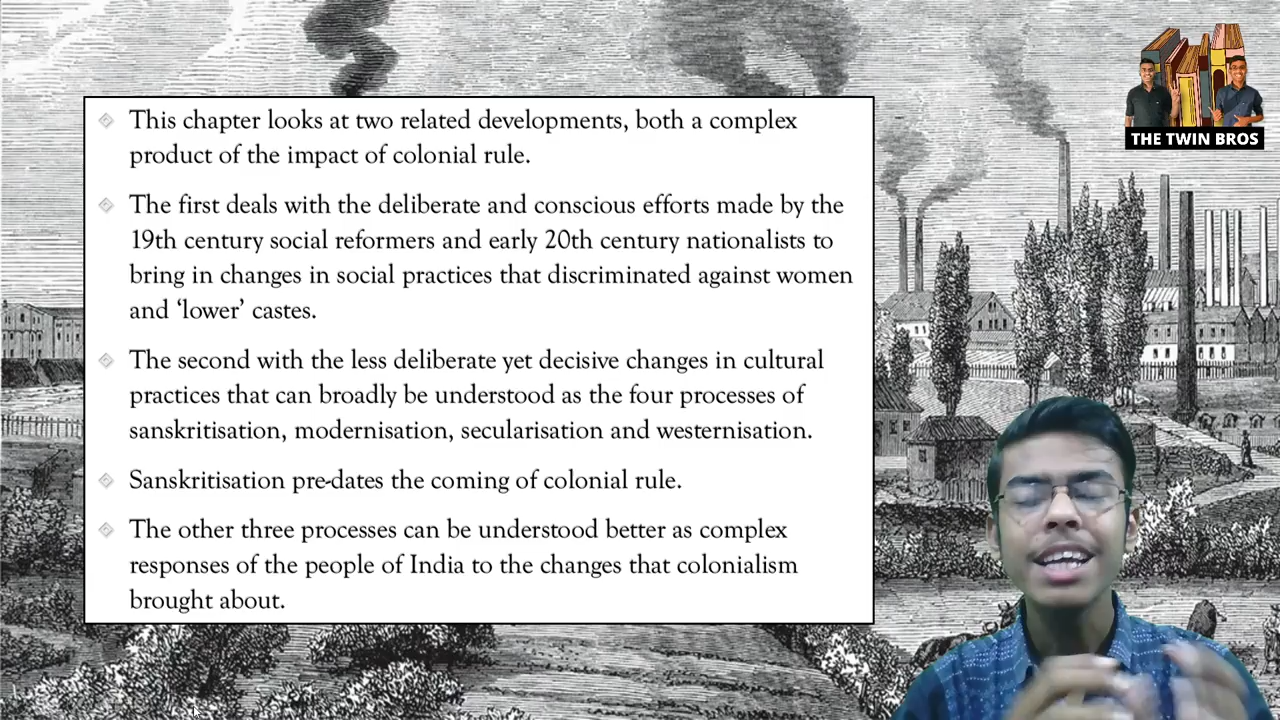 This chapter looks at two related developments, both a complex
product of the impact of colonial rule.
The first deals with the deliberate and conscious efforts made by the
19th century social reformers and early 20th century nationalists to
bring in changes in social practices that discriminated against women
and ‘lower’ castes.
The second with the less deliberate yet decisive changes in cultural
practices that can broadly be understood as the four processes of
sanskritisation, modernisation, secularisation and westernisation.
Sanskritisation pre-dates the coming of colonial rule.
The other three processes can be understood better as complex
responses of the people of India to the changes that colonialism
brought about.
THE TWIN BROS